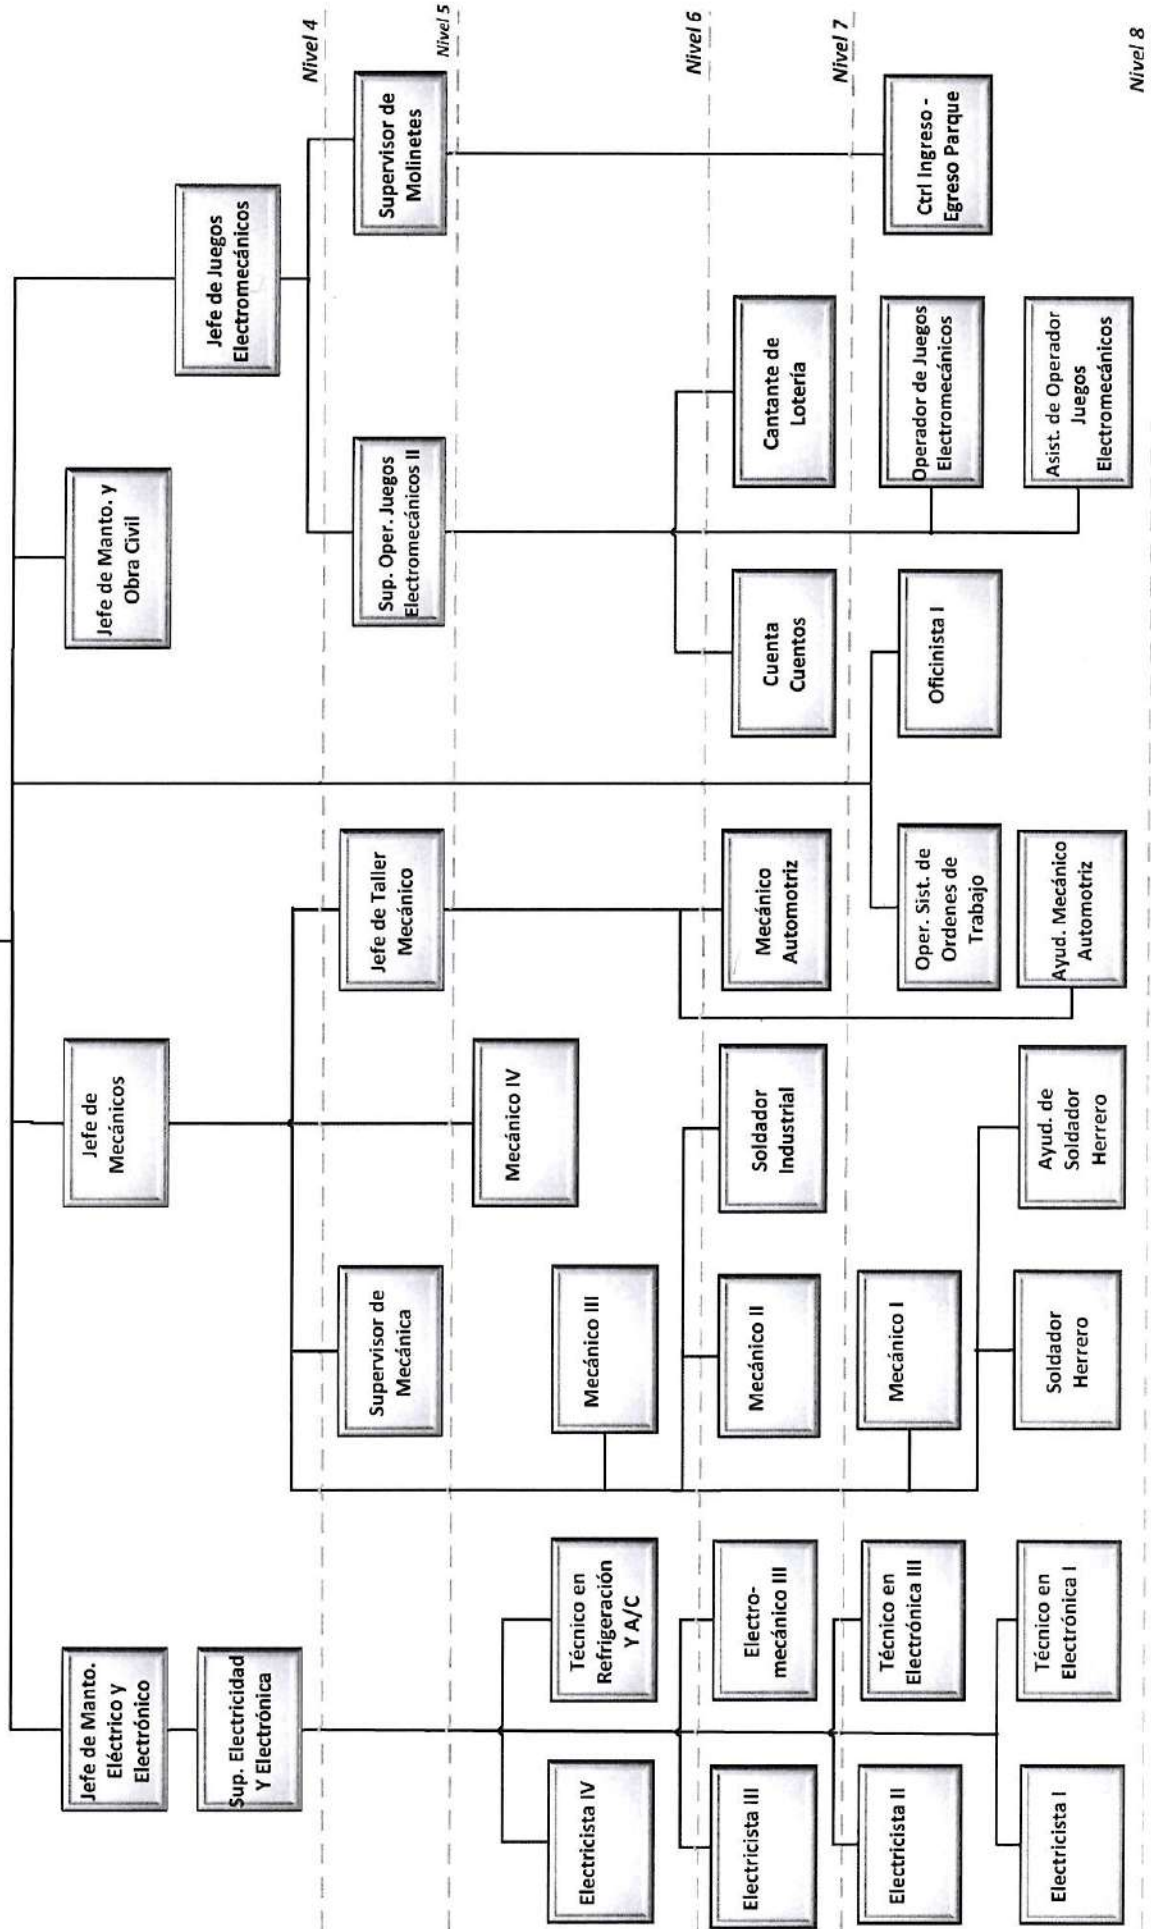 Jefe de Manto.
Eléctrico y
Electrónico
Sup. Electricidad
Y Electrónica
Jefe de
Mecánicos
Jefe de Manto. y
Obra Civil
Jefe de Juegos
Electromecánicos
Nivel 4
Supervisor de
Mecánica
Jefe de Taller
Mecánico
Sup. Oper. Juegos
Electromecánicos II
Supervisor de
Molinetes
Nivel 5
Mecánico IV
Electricista IV
Técnico en
Refrigeración
Y A/C
Mecánico III
Nivel 6
Electricista III
Electro-
mecánico III
Mecánico II
Soldador
Industrial
Mecánico
Automotriz
Cuenta
Cuentos
Cantante de
Lotería
Nivel 7
Electricista II
Técnico en
Electrónica III
Mecánico I
Oper. Sist. de
Ordenes de
Trabajo
Oficinista I
Operador de Juegos
Electromecánicos
Ctrl Ingreso -
Egreso Parque
Electricista I
Técnico en
Electrónica I
Soldador
Herrero
Ayud. de
Soldador
Herrero
Ayud. Mecánico
Automotriz
Asist. de Operador
Juegos
Electromecánicos
Nivel 8